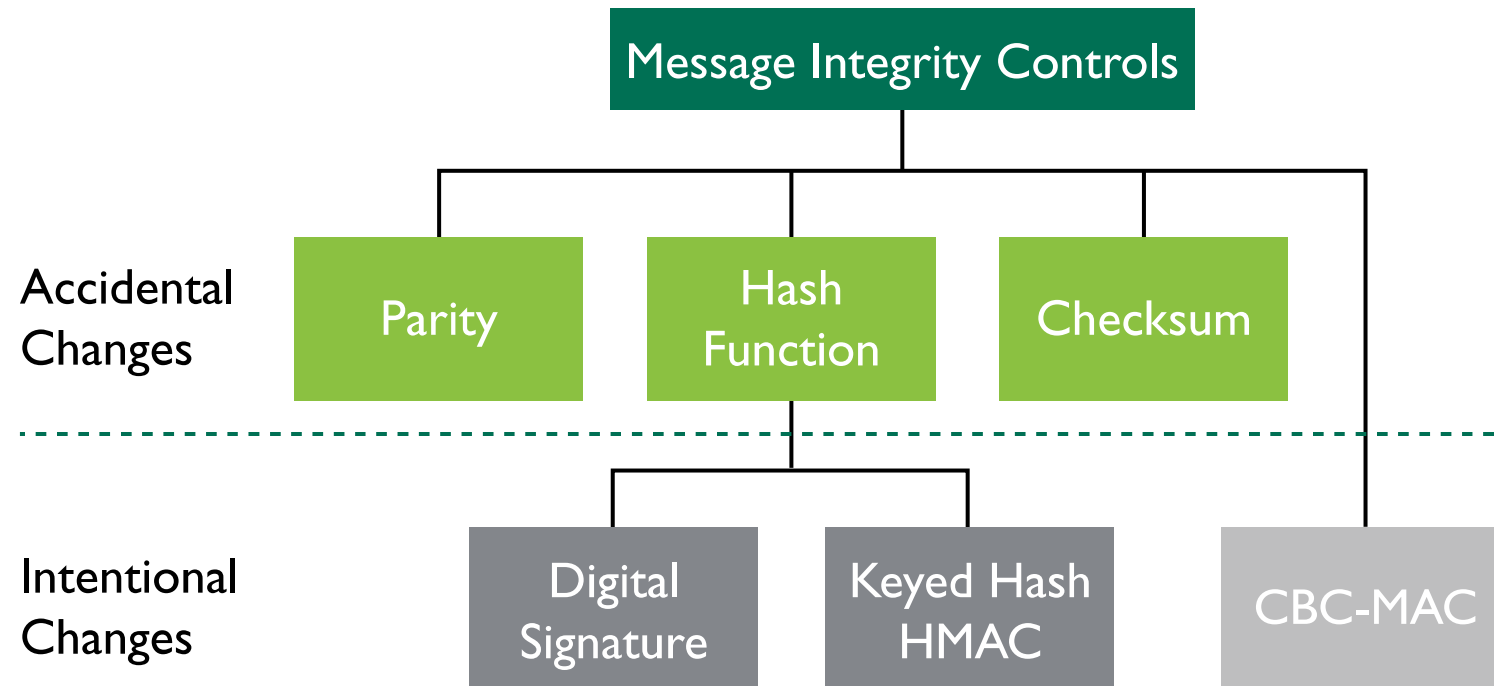 Message Integrity Controls
Accidental
Changes
Parity
Hash
Function
Checksum
Intentional
Changes
Digital
Signature
Keyed Hash
HMAC
CBC-MAC